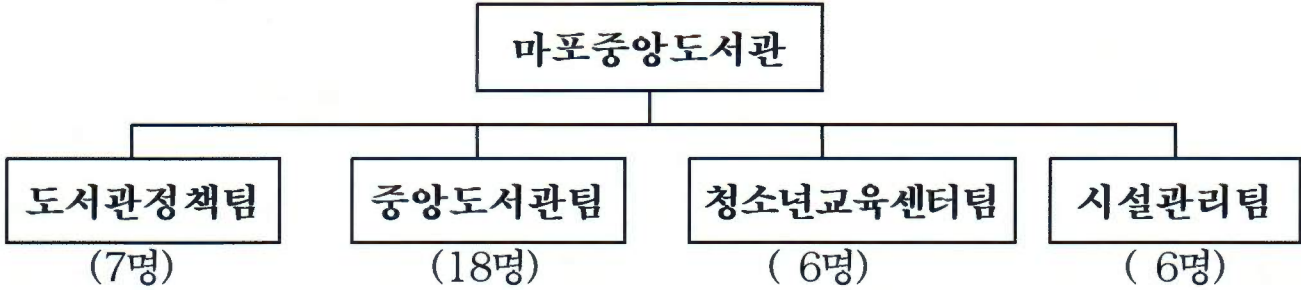 마포중앙도서관
도서관정책팀 중앙도서관팀 청소년교육센터팀 시설관리팀
(7명) (18명) ( 6명) ( 6명)